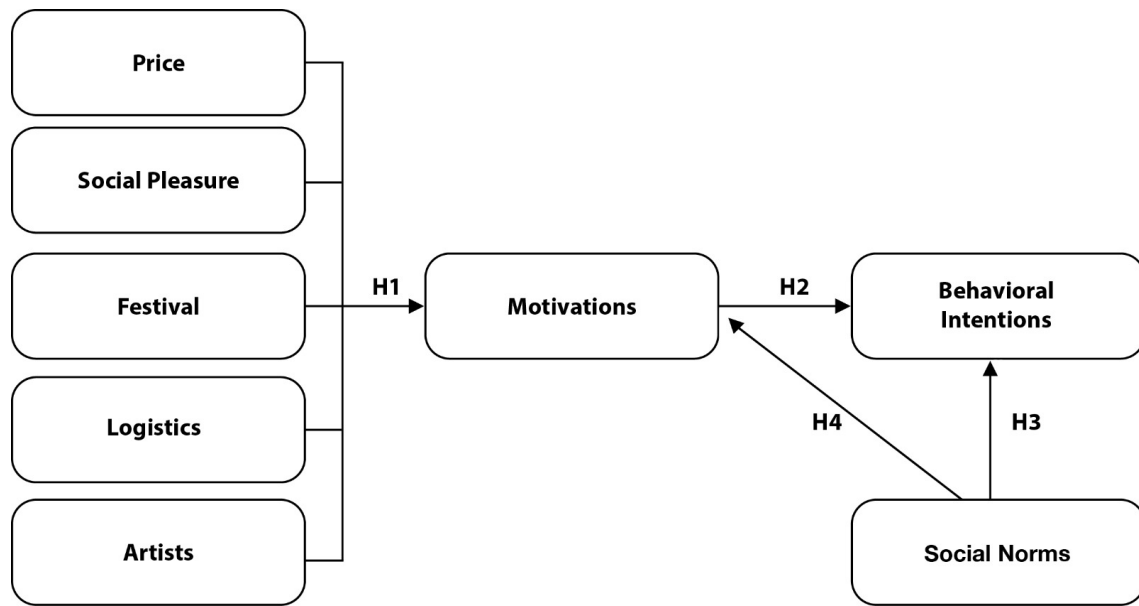 Price
Social Pleasure
Festival
Logistics
Artists
H1
Motivations
H2
Behavioral
Intentions
H4
H3
Social Norms